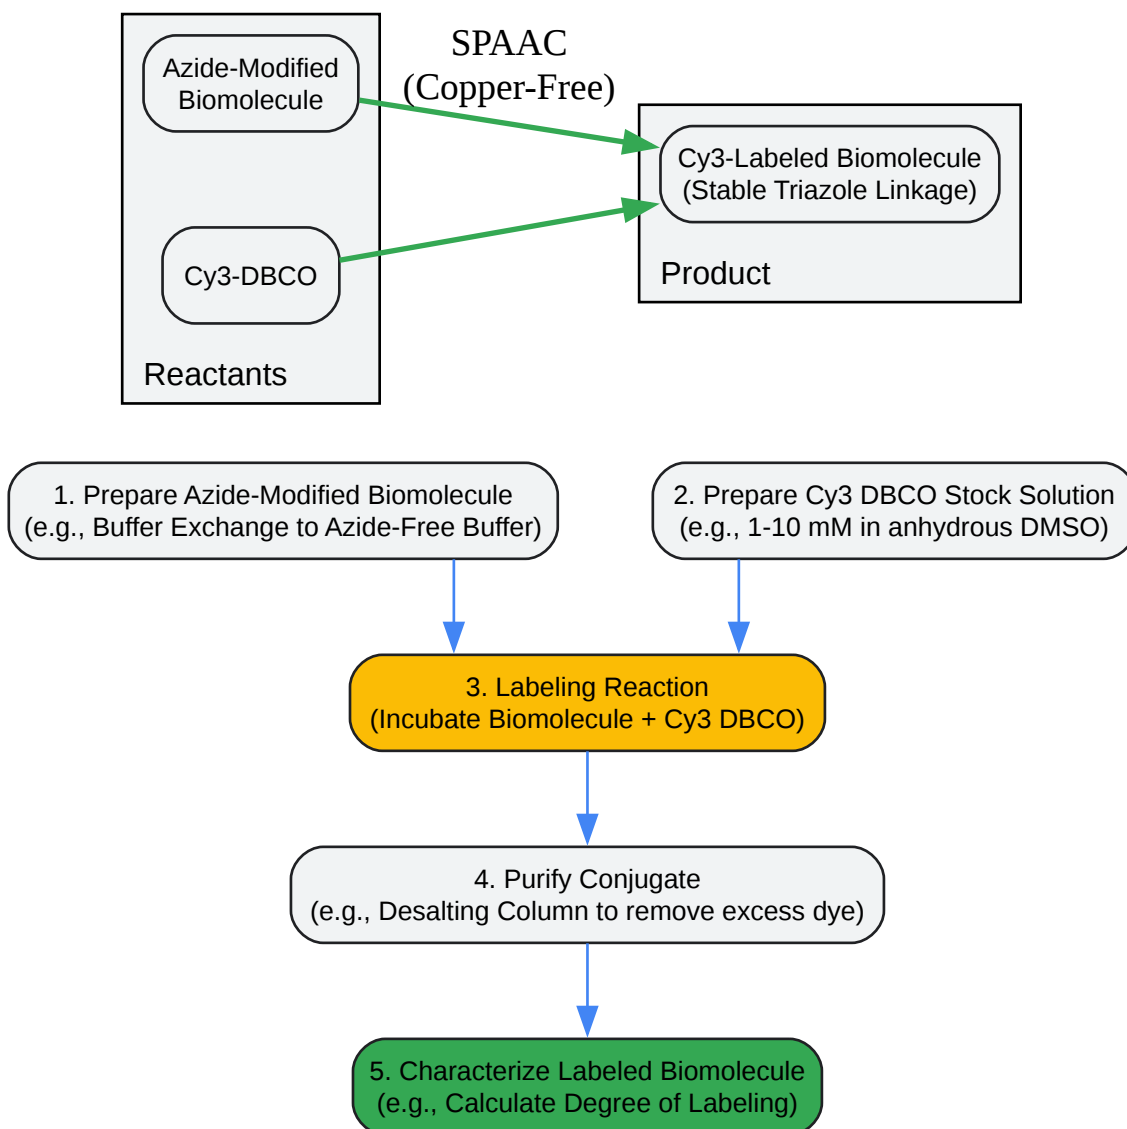 SPAAC
(Copper-Free)
Azide-Modified
Biomolecule
Cy3-DBCO
Reactants
Cy3-Labeled Biomolecule
(Stable Triazole Linkage)
Product
1. Prepare Azide-Modified Biomolecule
(e.g., Buffer Exchange to Azide-Free Buffer)
2. Prepare Cy3 DBCO Stock Solution
(e.g., 1-10 mM in anhydrous DMSO)
3. Labeling Reaction
(Incubate Biomolecule + Cy3 DBCO)
4. Purify Conjugate
(e.g., Desalting Column to remove excess dye)
5. Characterize Labeled Biomolecule
(e.g., Calculate Degree of Labeling)